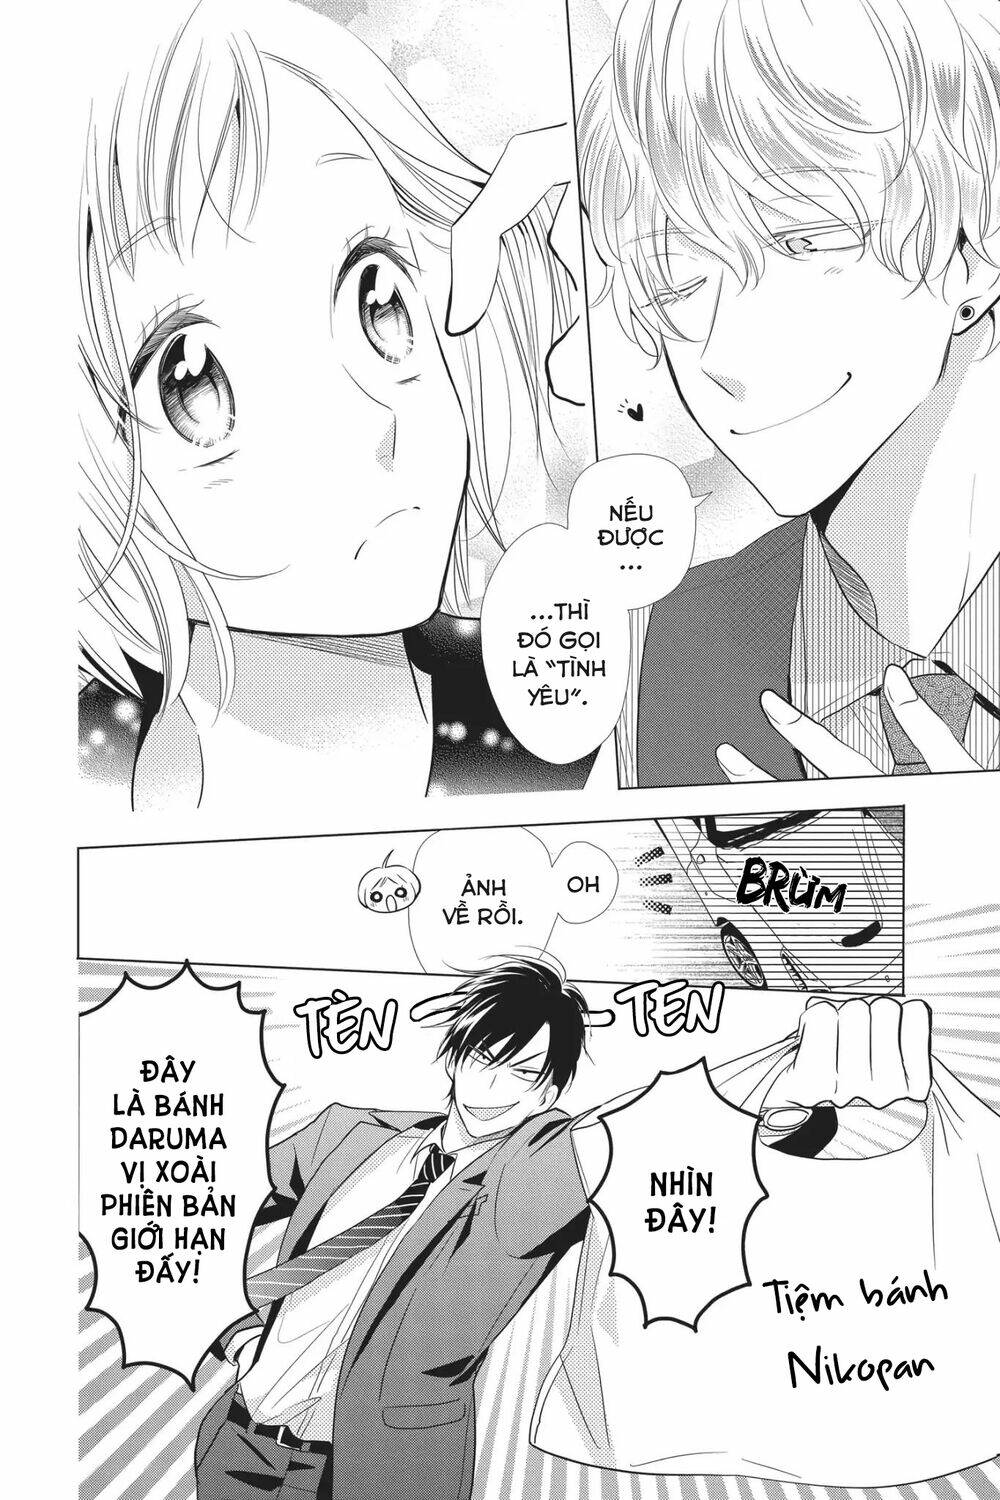 NẾU
ĐƯỢC
...
...THÌ
ĐÓ GỌI
LÀ “TÌNH
YÊU”.
BRỪM
OH
ẢNH
VỀ RỒI.
TÈN
TEN
NHÌN
ĐÂY!
ĐÂY
LÀ BÁNH
DARUMA
VỊ XOÀI
PHIÊN BẢN
GIỚI HẠN
ĐẤY!
Tiệm bánh
Nikopan